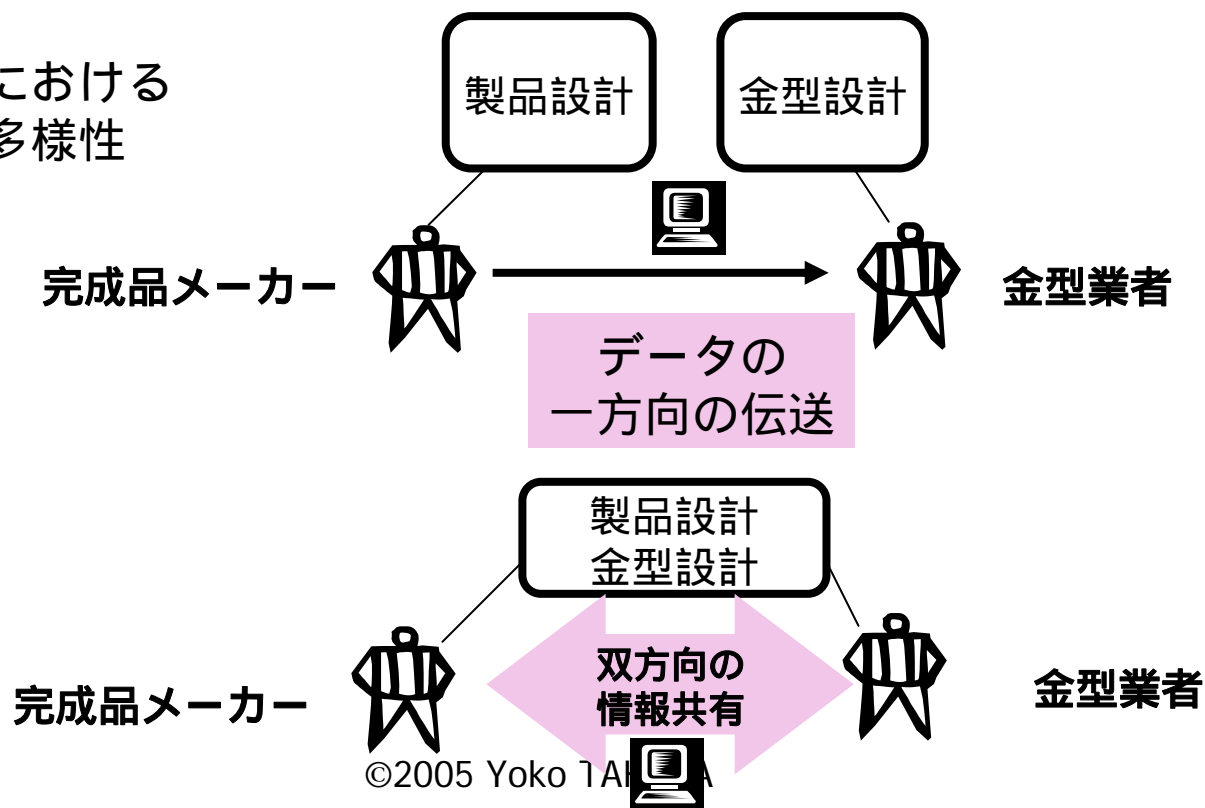 における
多様性
製品設計
金型設計
完成品メーカー
金型業者
データの
一方向の伝送
製品設計
金型設計
完成品メーカー
双方向の
情報共有
金型業者
©2005 Yoko